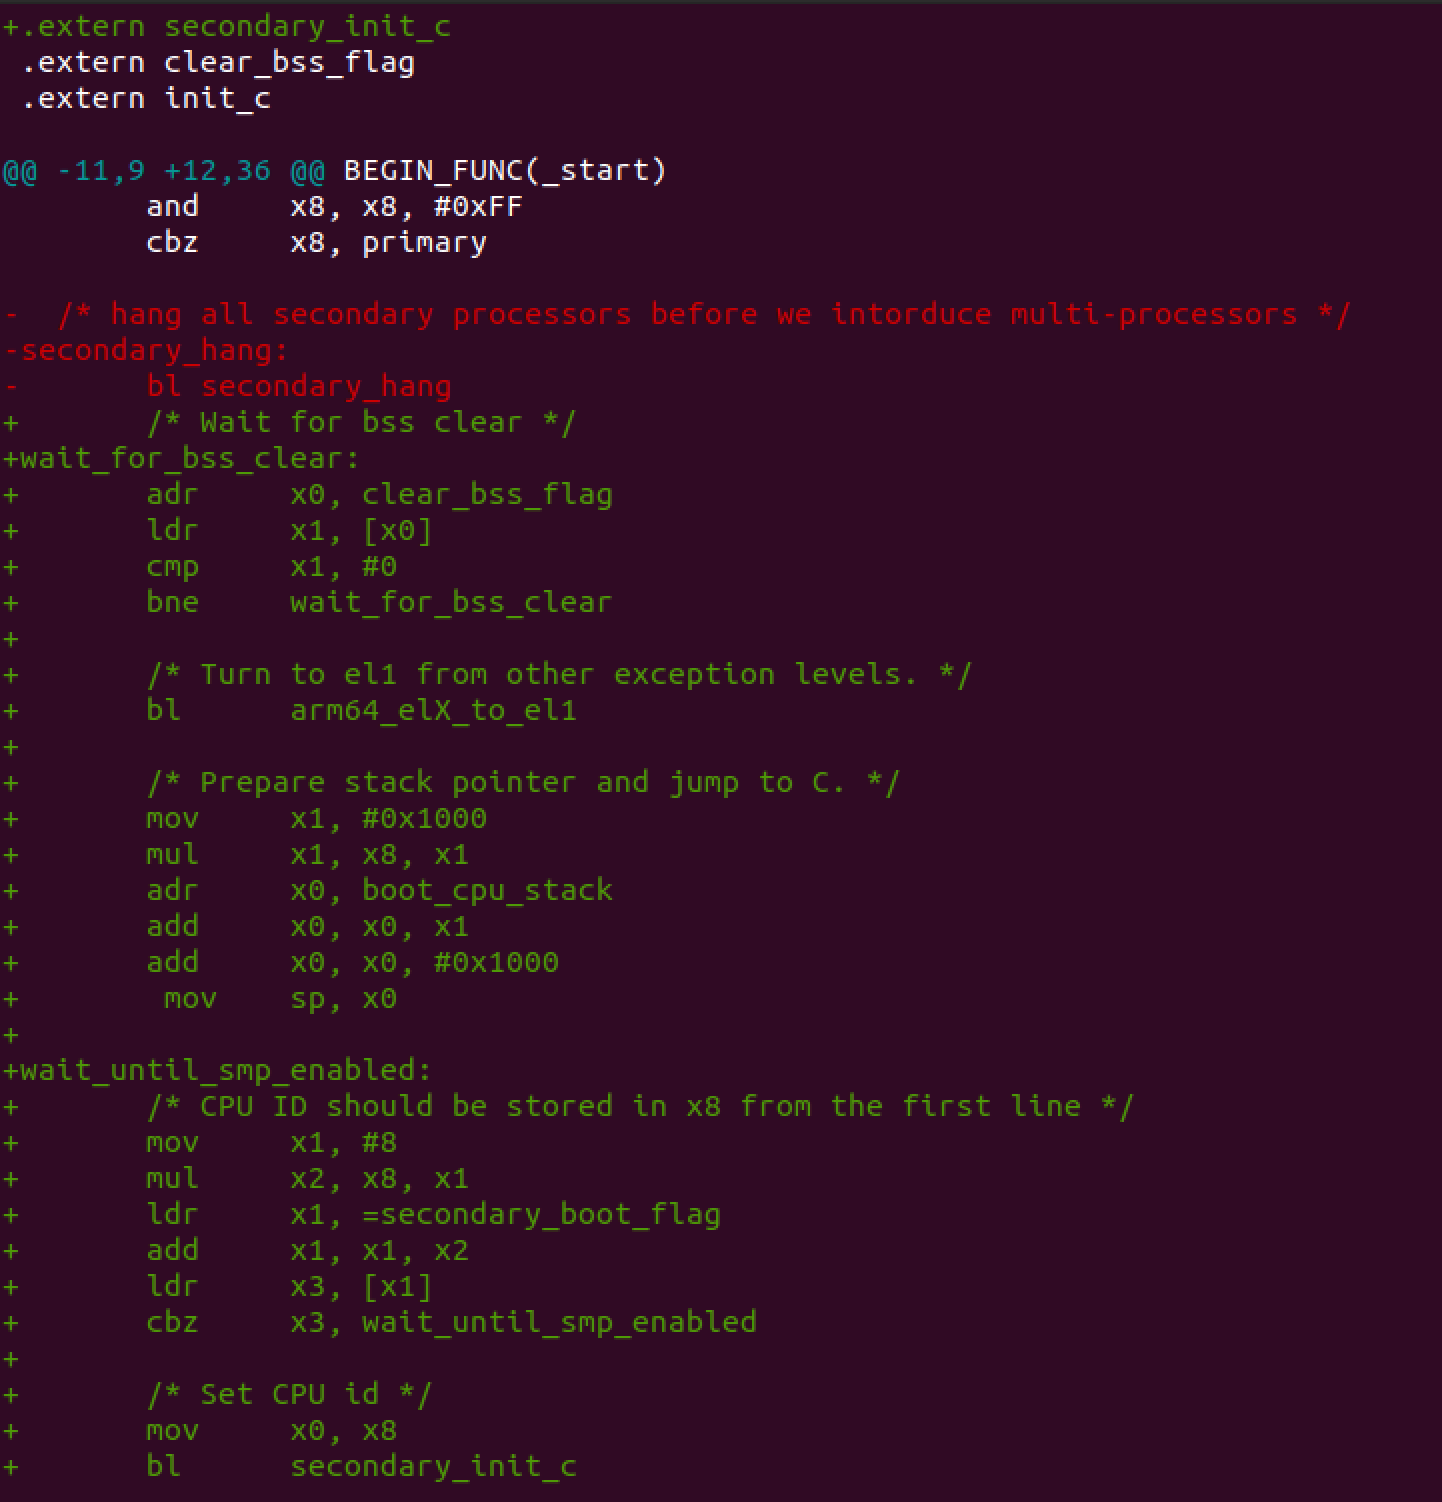 +.extern secondary_init_c
 .extern clear_bss_flag
 .extern init_c

@@ -11,9 +12,36 @@ BEGIN_FUNC(_start)
        and     x8, x8, #0xFF
        cbz     x8, primary

-  /* hang all secondary processors before we intorduce multi-processors */
-secondary_hang:
-       bl secondary_hang
+       /* Wait for bss clear */
+wait_for_bss_clear:
+       adr     x0, clear_bss_flag
+       ldr     x1, [x0]
+       cmp     x1, #0
+       bne     wait_for_bss_clear
+
+       /* Turn to el1 from other exception levels. */
+       bl      arm64_elX_to_el1
+
+       /* Prepare stack pointer and jump to C. */
+       mov     x1, #0x1000
+       mul     x1, x8, x1
+       adr     x0, boot_cpu_stack
+       add     x0, x0, x1
+       add     x0, x0, #0x1000
+        mov    sp, x0
+
+wait_until_smp_enabled:
+       /* CPU ID should be stored in x8 from the first line */
+       mov     x1, #8
+       mul     x2, x8, x1
+       ldr     x1, =secondary_boot_flag
+       add     x1, x1, x2
+       ldr     x3, [x1]
+       cbz     x3, wait_until_smp_enabled
+
+       /* Set CPU id */
+       mov     x0, x8
+       bl      secondary_init_c